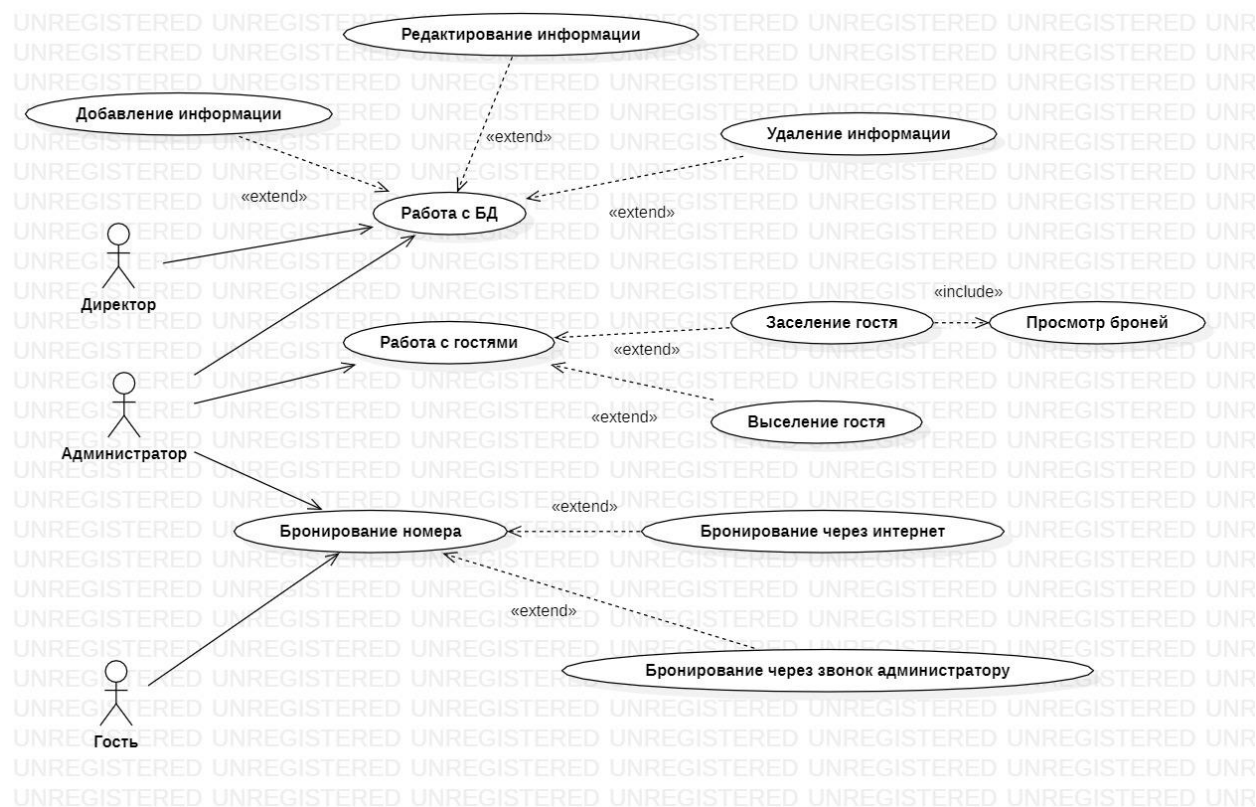 Редактирование информации
Добавление информации
«extend»
Удаление информации
«extend»
Работа с БД
«extend»
Директор
«include»
Заселение гостя
Просмотр броней
Работа с гостями
«extend»
Администратор
«extend»
Выселение гостя
«extend»
Бронирование номера
Бронирование через интернет
«extend»
Бронирование через звонок администратору
Гость
UNREGISTERED